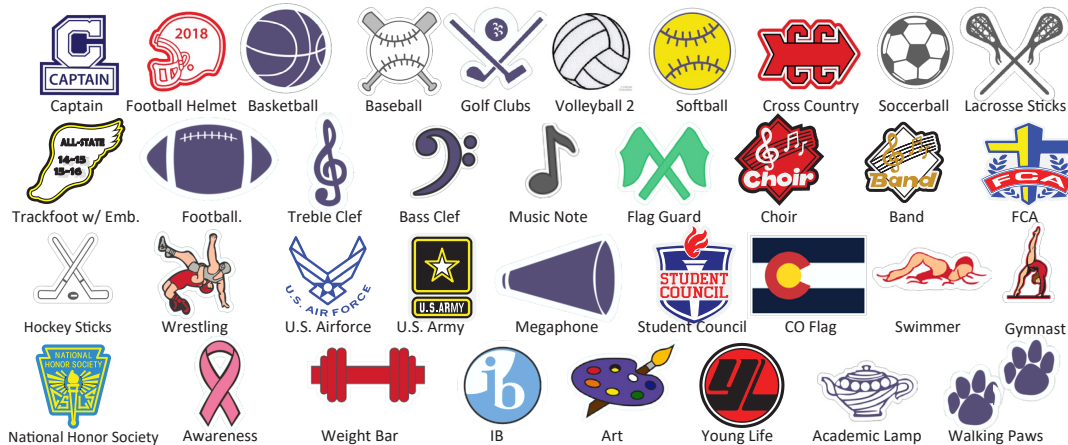 C
CAPTAIN
2018
Captain
Football Helmet
Basketball
Baseball
Golf Clubs
Volleyball 2
Softball
CC
Cross Country
Soccerball
Lacrosse Sticks
ALL-STATE
14-15
15-16
Choir
Band
FCA
Trackfoot w/ Emb.
Football.
Treble Clef
Bass Clef
Music Note
Flag Guard
Choir
Band
FCA
U.S. AIR FORCE
U.S.ARMY
STUDENT
COUNCIL
Hockey Sticks
Wrestling
U.S. Airforce
U.S. Army
Megaphone
Student Council
CO Flag
Swimmer
Gymnast
NATIONAL
HONOR SOCIETY
ib
YL
National Honor Society
Awareness
Weight Bar
IB
Art
Young Life
Academic Lamp
Walking Paws